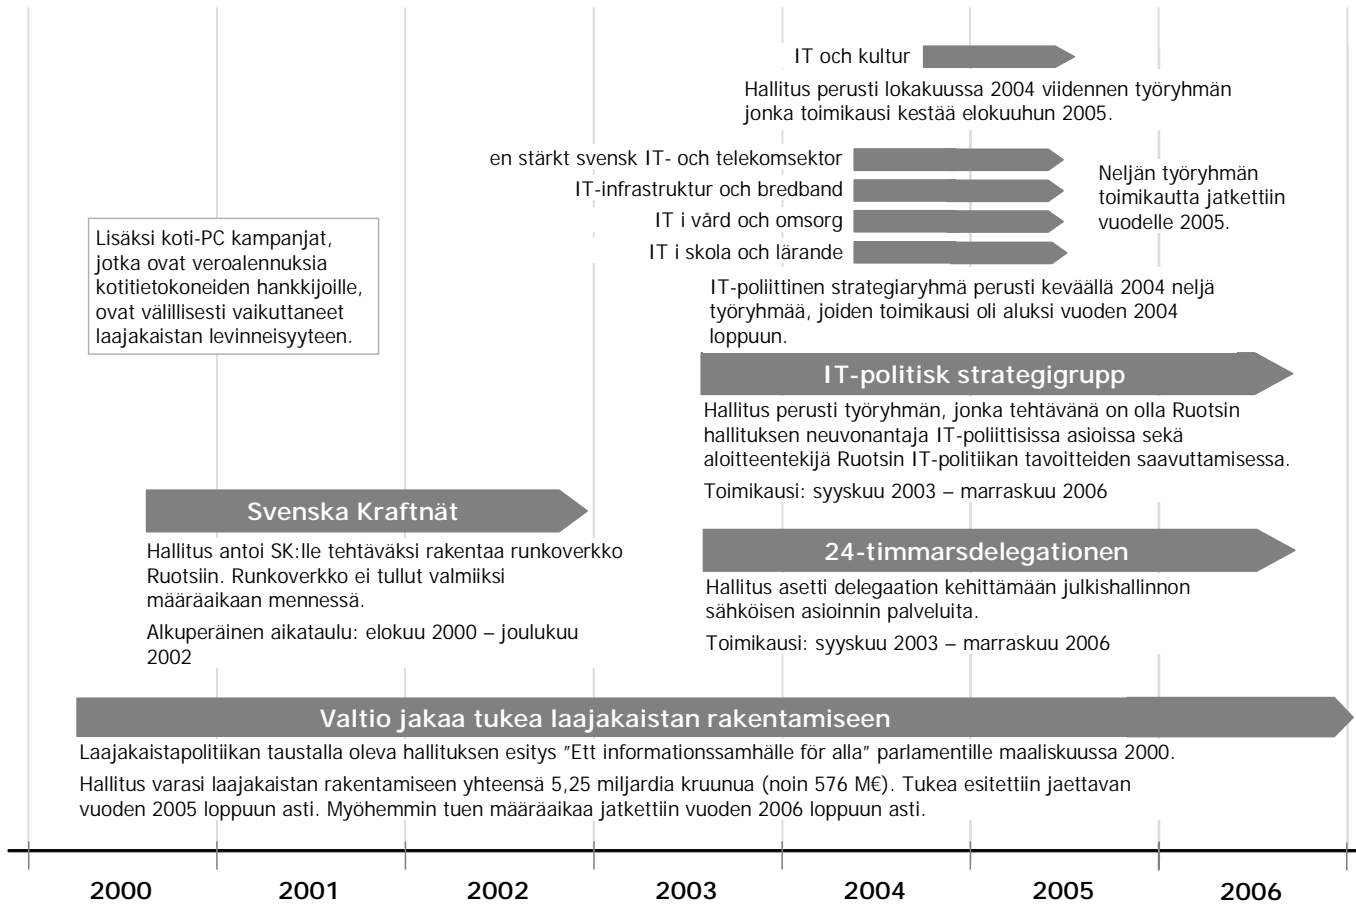 IT och kultur
Hallitus perusti lokakuussa 2004 viidennen työryhmän
jonka toimikausi kestää elokuuhun 2005.
en stärkt svensk IT- och telekomsektor
IT-infrastruktur och bredband
IT i vård och omsorg
IT i skola och lärande
Neljän työryhmän
toimikautta jatkettiin
vuodelle 2005.
Lisäksi koti-PC kampanjat,
jotka ovat veroalennuksia
kotitietokoneiden hankkijoille,
ovat välillisesti vaikuttaneet
laajakaistan levinneisyyteen.
IT-poliittinen strategiaryhmä perusti keväällä 2004 neljä
työryhmää, joiden toimikausi oli aluksi vuoden 2004
loppuun.
IT-politisk strategigrupp
Hallitus perusti työryhmän, jonka tehtävänä on olla Ruotsin
hallituksen neuvonantaja IT-poliittisissa asioissa sekä
aloitteentekijä Ruotsin IT-politiikan tavoitteiden saavuttamisessa.
Toimikausi: syyskuu 2003 – marraskuu 2006
Svenska Kraftnät
Hallitus antoi SK:lle tehtäväksi rakentaa runkoverkko
Ruotsiin. Runkoverkko ei tullut valmiiksi
määräaikaan mennessä.
Alkuperäinen aikataulu: elokuu 2000 – joulukuu
2002
24-timmarsdelegationen
Hallitus asetti delegaation kehittämään julkishallinnon
sähköisen asioinnin palveluita.
Toimikausi: syyskuu 2003 – marraskuu 2006
Valtio jakaa tukea laajakaistan rakentamiseen
Laajakaistapolitiikan taustalla oleva hallituksen esitys ”Ett informationssamhälle för alla” parlamentille maaliskuussa 2000.
Hallitus varasi laajakaistan rakentamiseen yhteensä 5,25 miljardia kruunua (noin 576 M€). Tukea esitettiin jaettavan
vuoden 2005 loppuun asti. Myöhemmin tuen määräaikaa jatkettiin vuoden 2006 loppuun asti.
2000 2001 2002 2003 2004 2005 2006